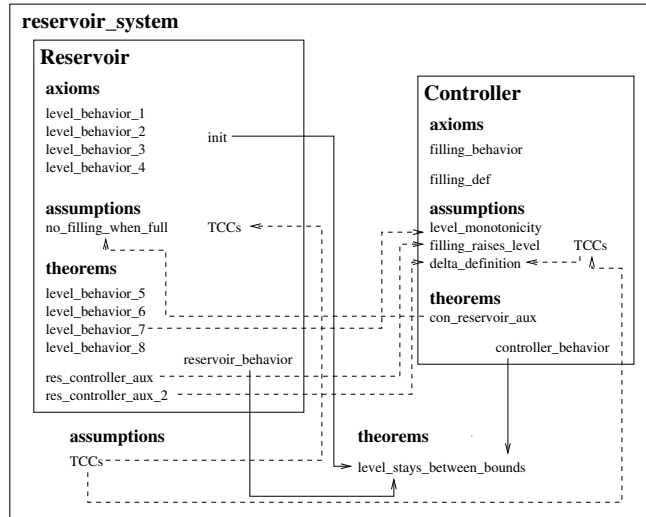 reservoir_system
Reservoir
axioms
level_behavior_1
level_behavior_2
level_behavior_3
level_behavior_4
init
assumptions
no_filling_when_full
TCCs
theorems
level_behavior_5
level_behavior_6
level_behavior_7
level_behavior_8
reservoir_behavior
res_controller_aux
res_controller_aux_2
Controller
axioms
filling_behavior
filling_def
assumptions
level_monotonicity
filling_raises_level
TCCs
delta_definition
theorems
con_reservoir_aux
controller_behavior
assumptions
TCCs
theorems
level_stays_between_bounds